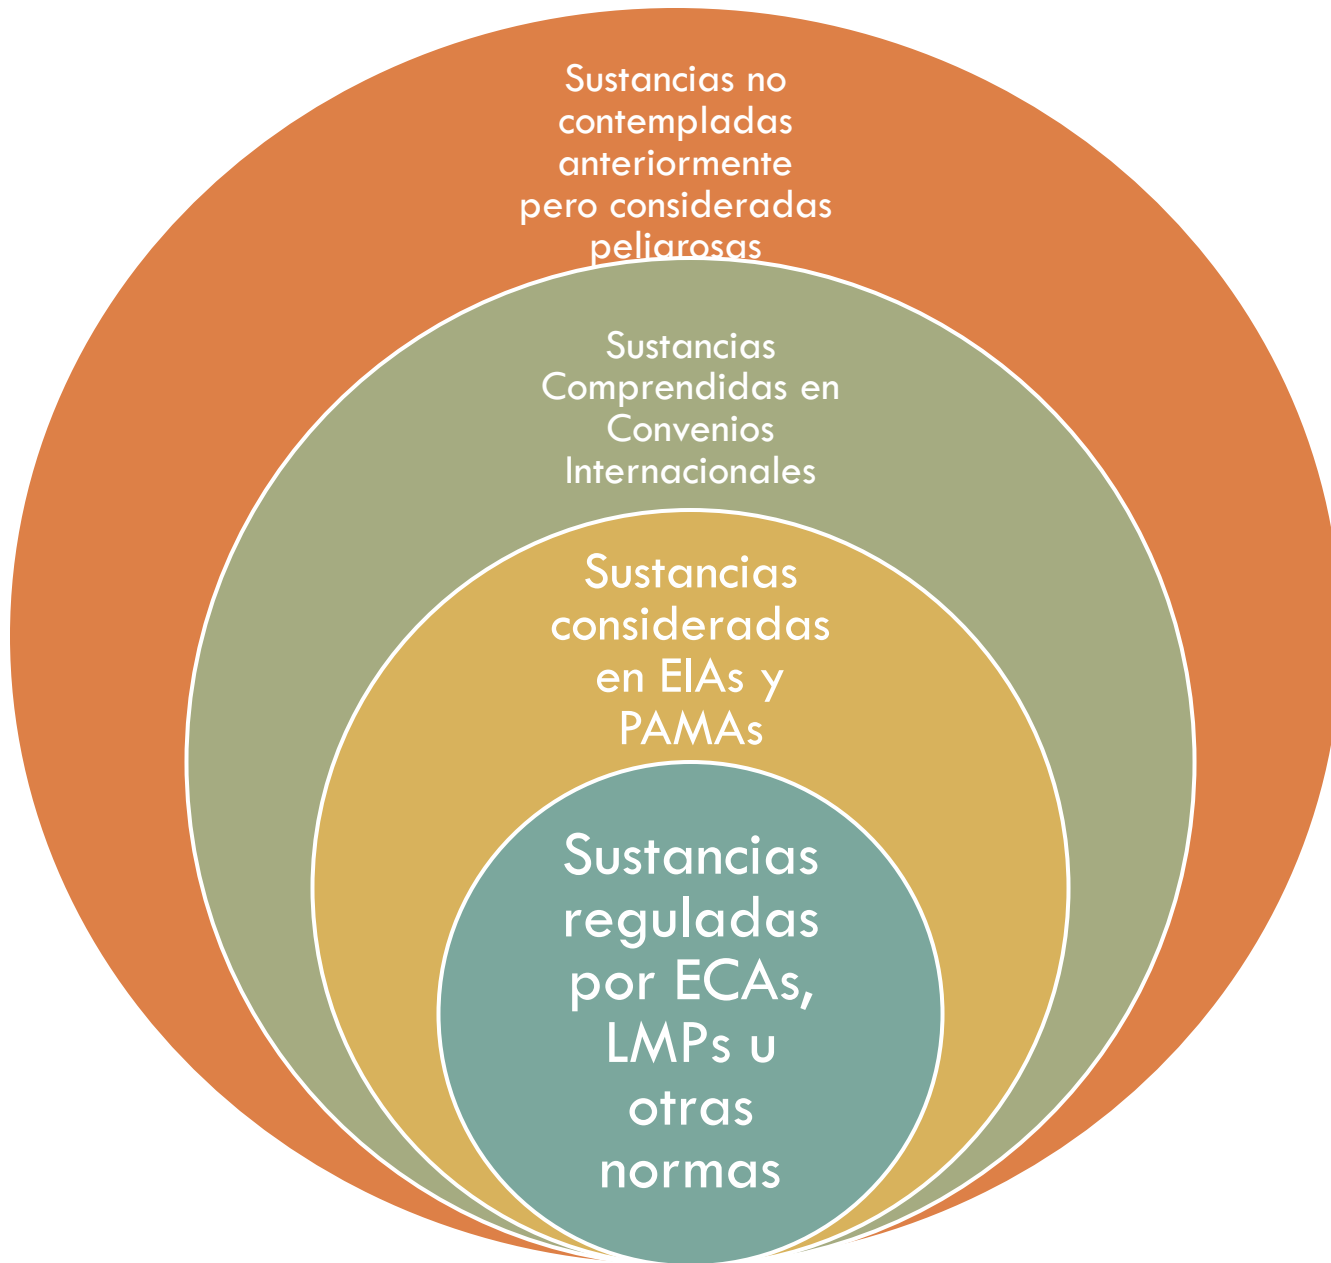 Sustancias no
contempladas
anteriormente
pero consideradas
peligrosas
Sustancias
Comprendidas en
Convenios
Internacionales
Sustancias
consideradas
en EIAs y
PAMAs
Sustancias
reguladas
por ECAs,
LMPs u
otras
normas